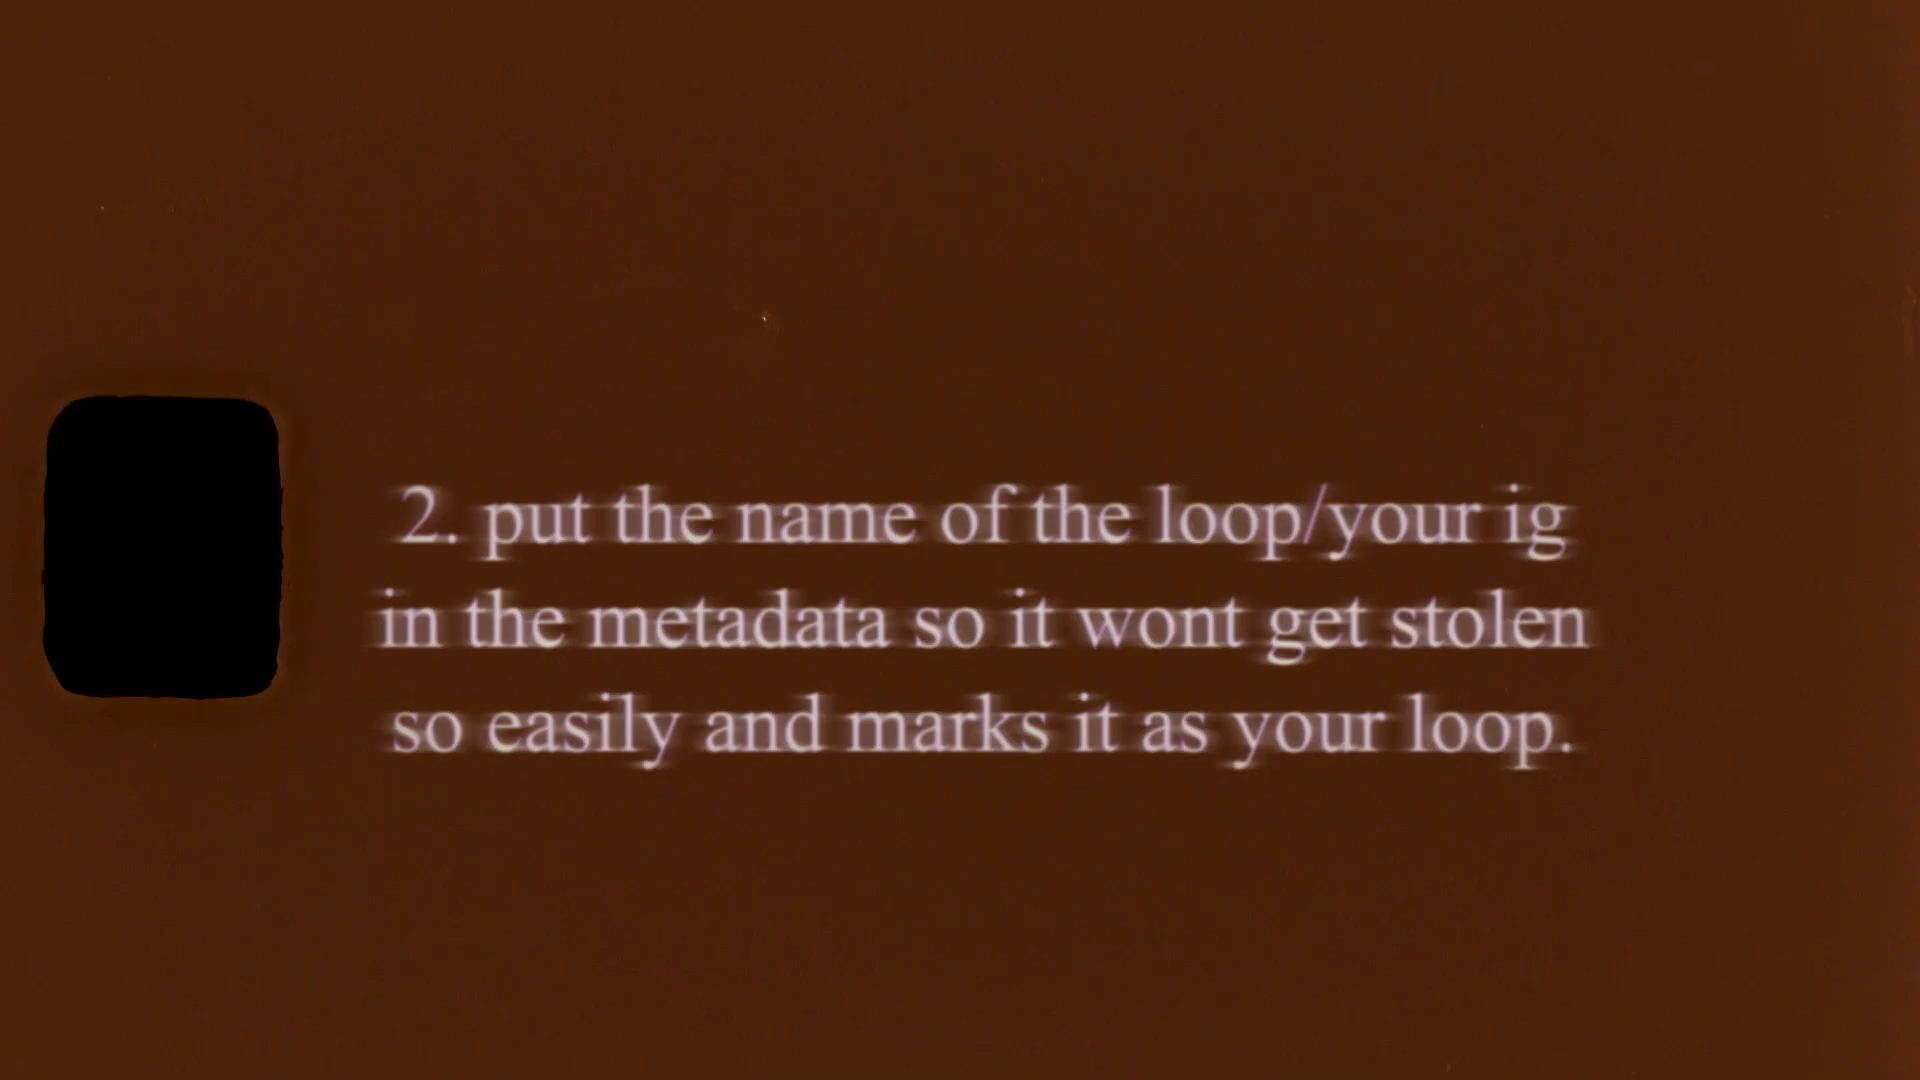 2. put the name of the loop/your ig
in the metadata so it wont get stolen
so easily and marks it as your loop.